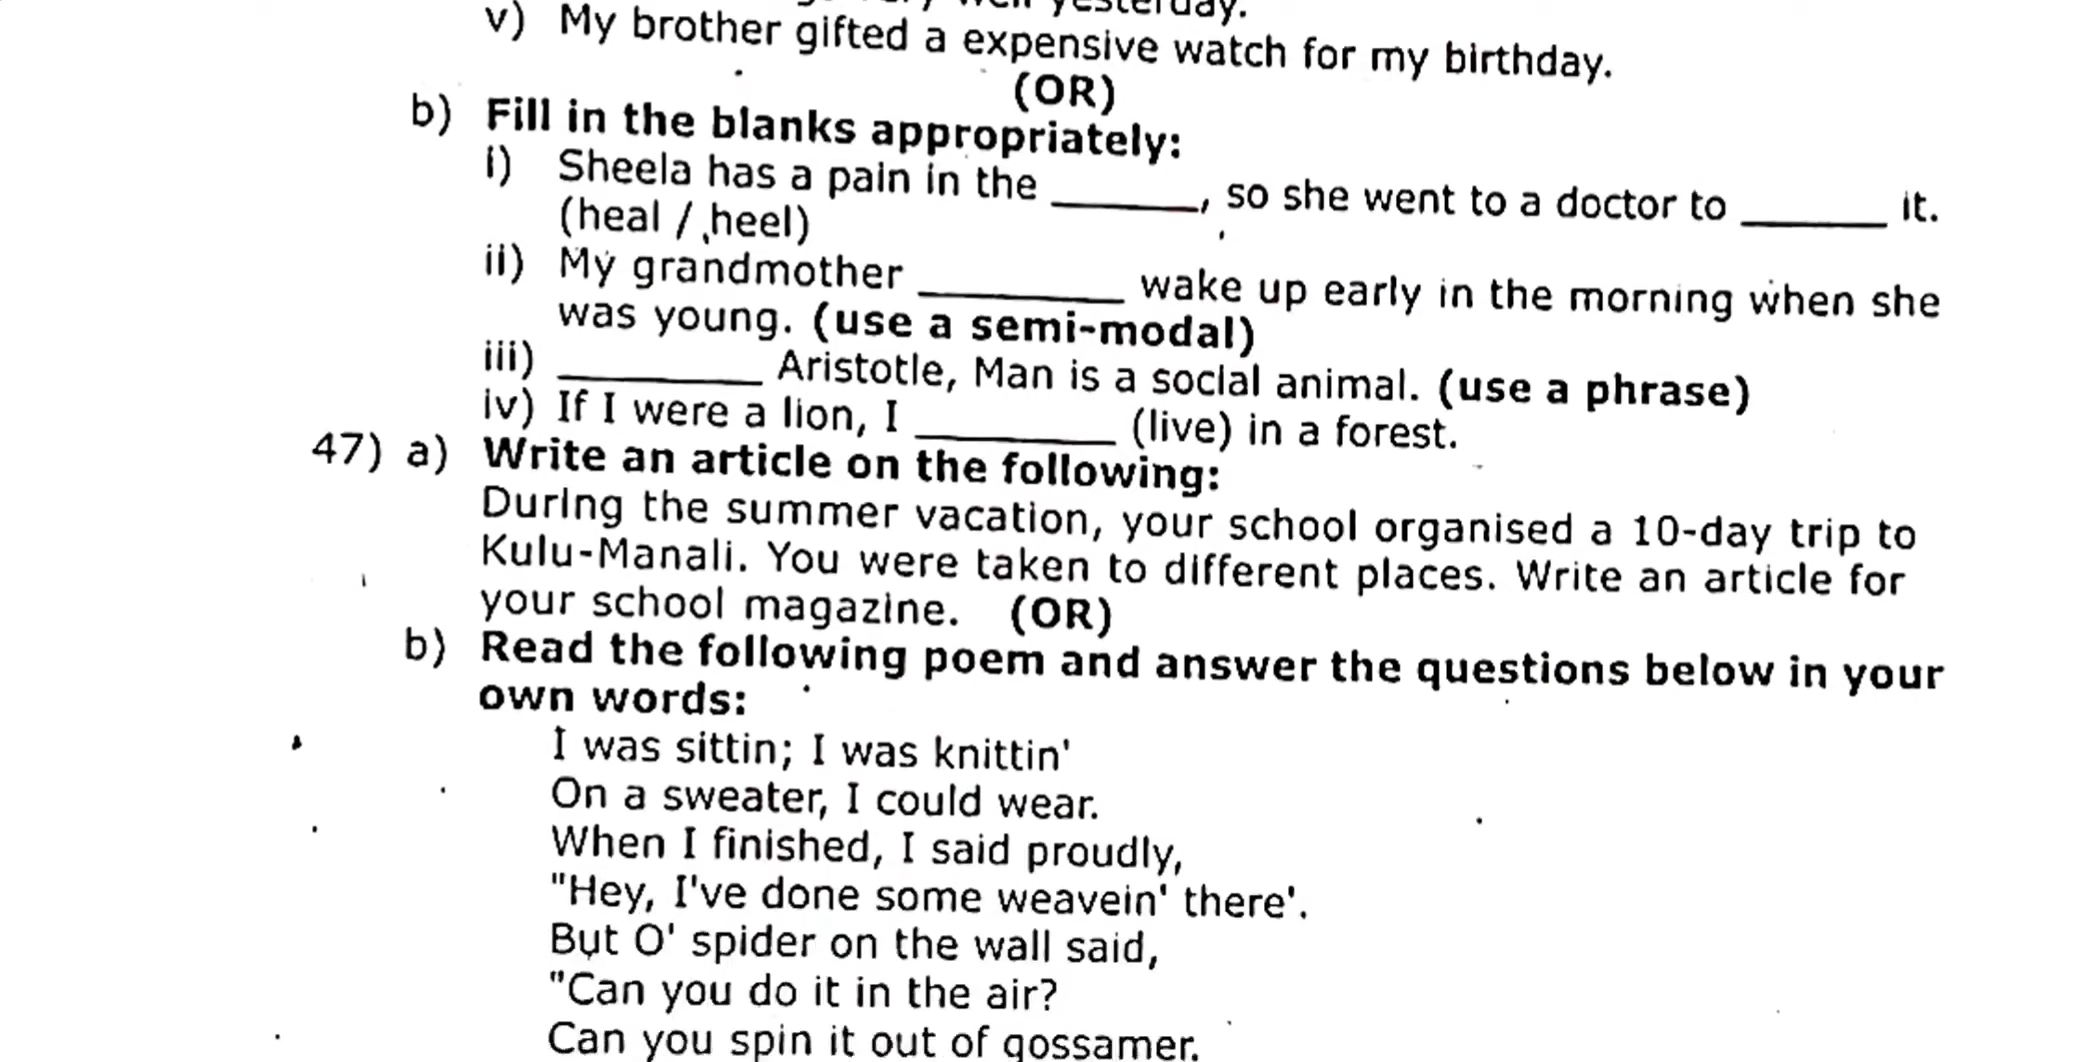 well yesterday.
v) My brother gifted a expensive watch for my birthday.
(OR)
b) Fill in the blanks appropriately:
i) Sheela has a pain in the ______, so she went to a doctor to ______ it.
(heal / heel)
ii) My grandmother ________ wake up early in the morning when she
was young. (use a semi-modal)
iii) ________ Aristotle, Man is a social animal. (use a phrase)
iv) If I were a lion, I ________ (live) in a forest.
47) a) Write an article on the following:
During the summer vacation, your school organised a 10-day trip to
Kulu-Manali. You were taken to different places. Write an article for
your school magazine. (OR)
b) Read the following poem and answer the questions below in your
own words:
I was sittin; I was knittin'
On a sweater, I could wear.
When I finished, I said proudly,
"Hey, I've done some weavein' there'.
But O' spider on the wall said,
"Can you do it in the air?
Can you spin it out of gossamer.